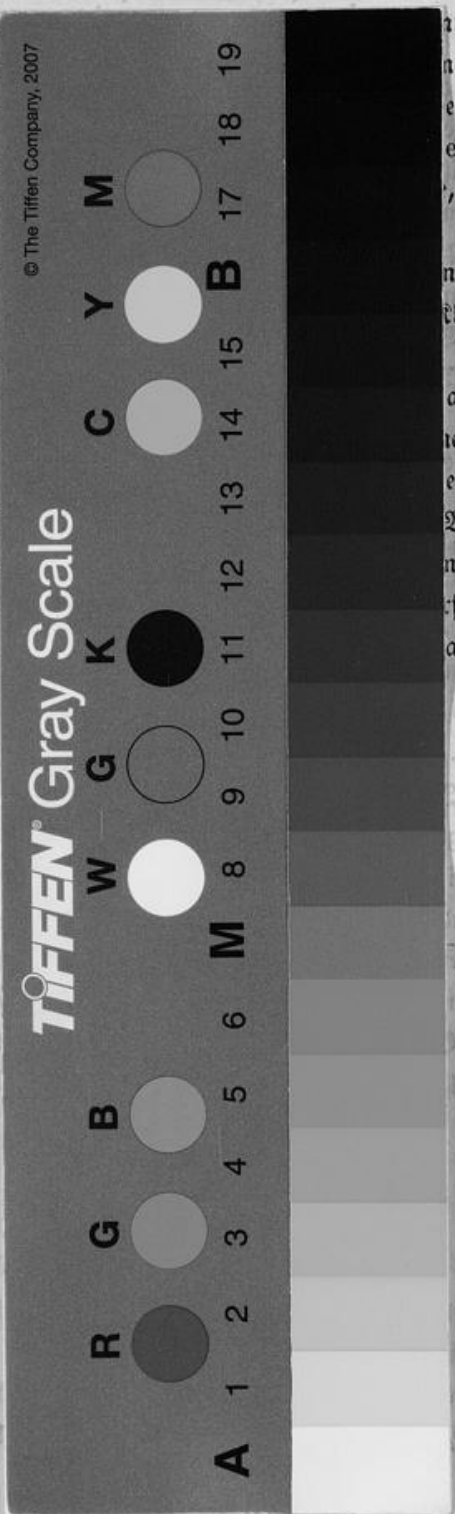 © The Tiffen Company, 2007
TIFFEN® Gray Scale
R G B W G K C Y M
A 1 2 3 4 5 6 M 8 9 10 11 12 13 14 15 B 17 18 19